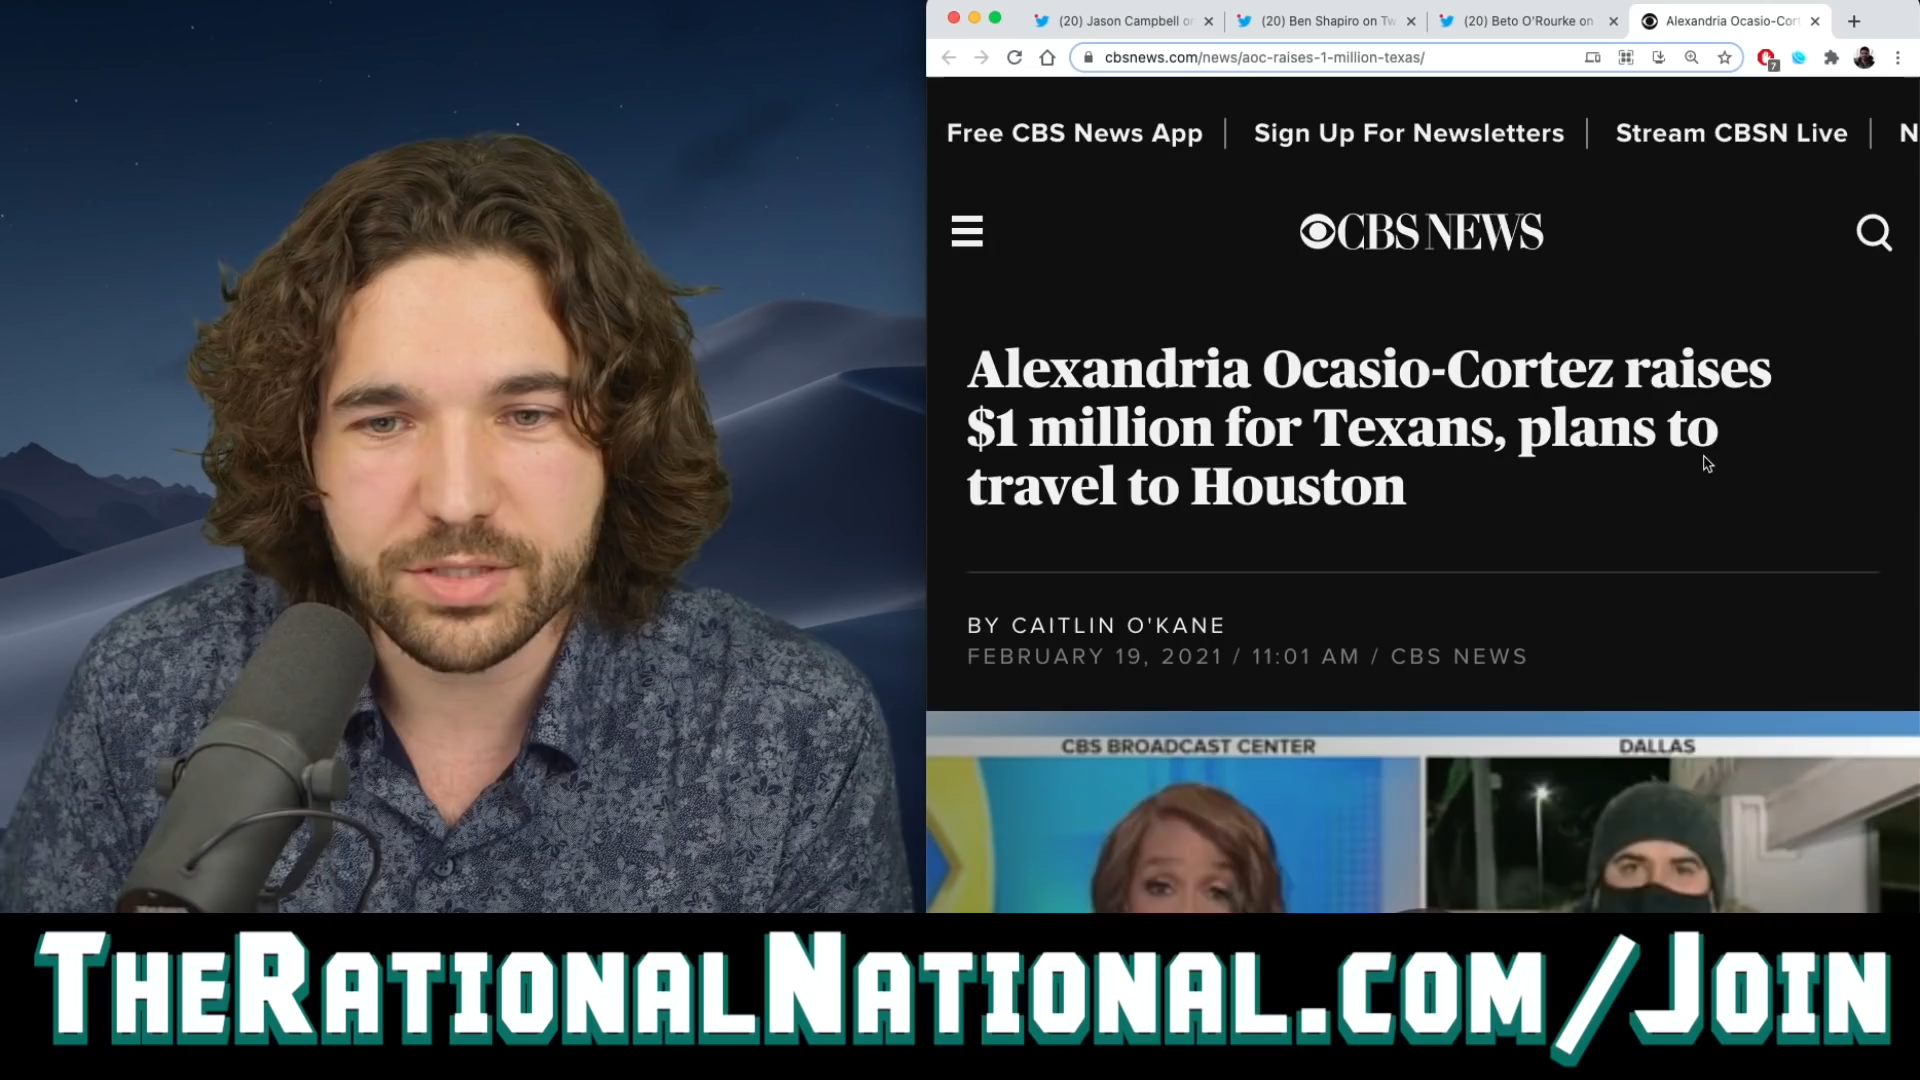 (20) Jason Campbell o
(20) Ben Shapiro on Tw
(20) Beto O'Rourke on
Alexandria Ocasio-Cor
cbsnews.com/news/aoc-raises-1-million-texas/
7
Free CBS News App
Sign Up For Newsletters
Stream CBSN Live
N
CBS NEWS
Alexandria Ocasio-Cortez raises
$1 million for Texans, plans to
travel to Houston
BY CAITLIN O'KANE
FEBRUARY 19, 2021 / 11:01 AM / CBS NEWS
CBS BROADCAST CENTER
DALLAS
THERATIONALNATIONAL.COM/JOIN